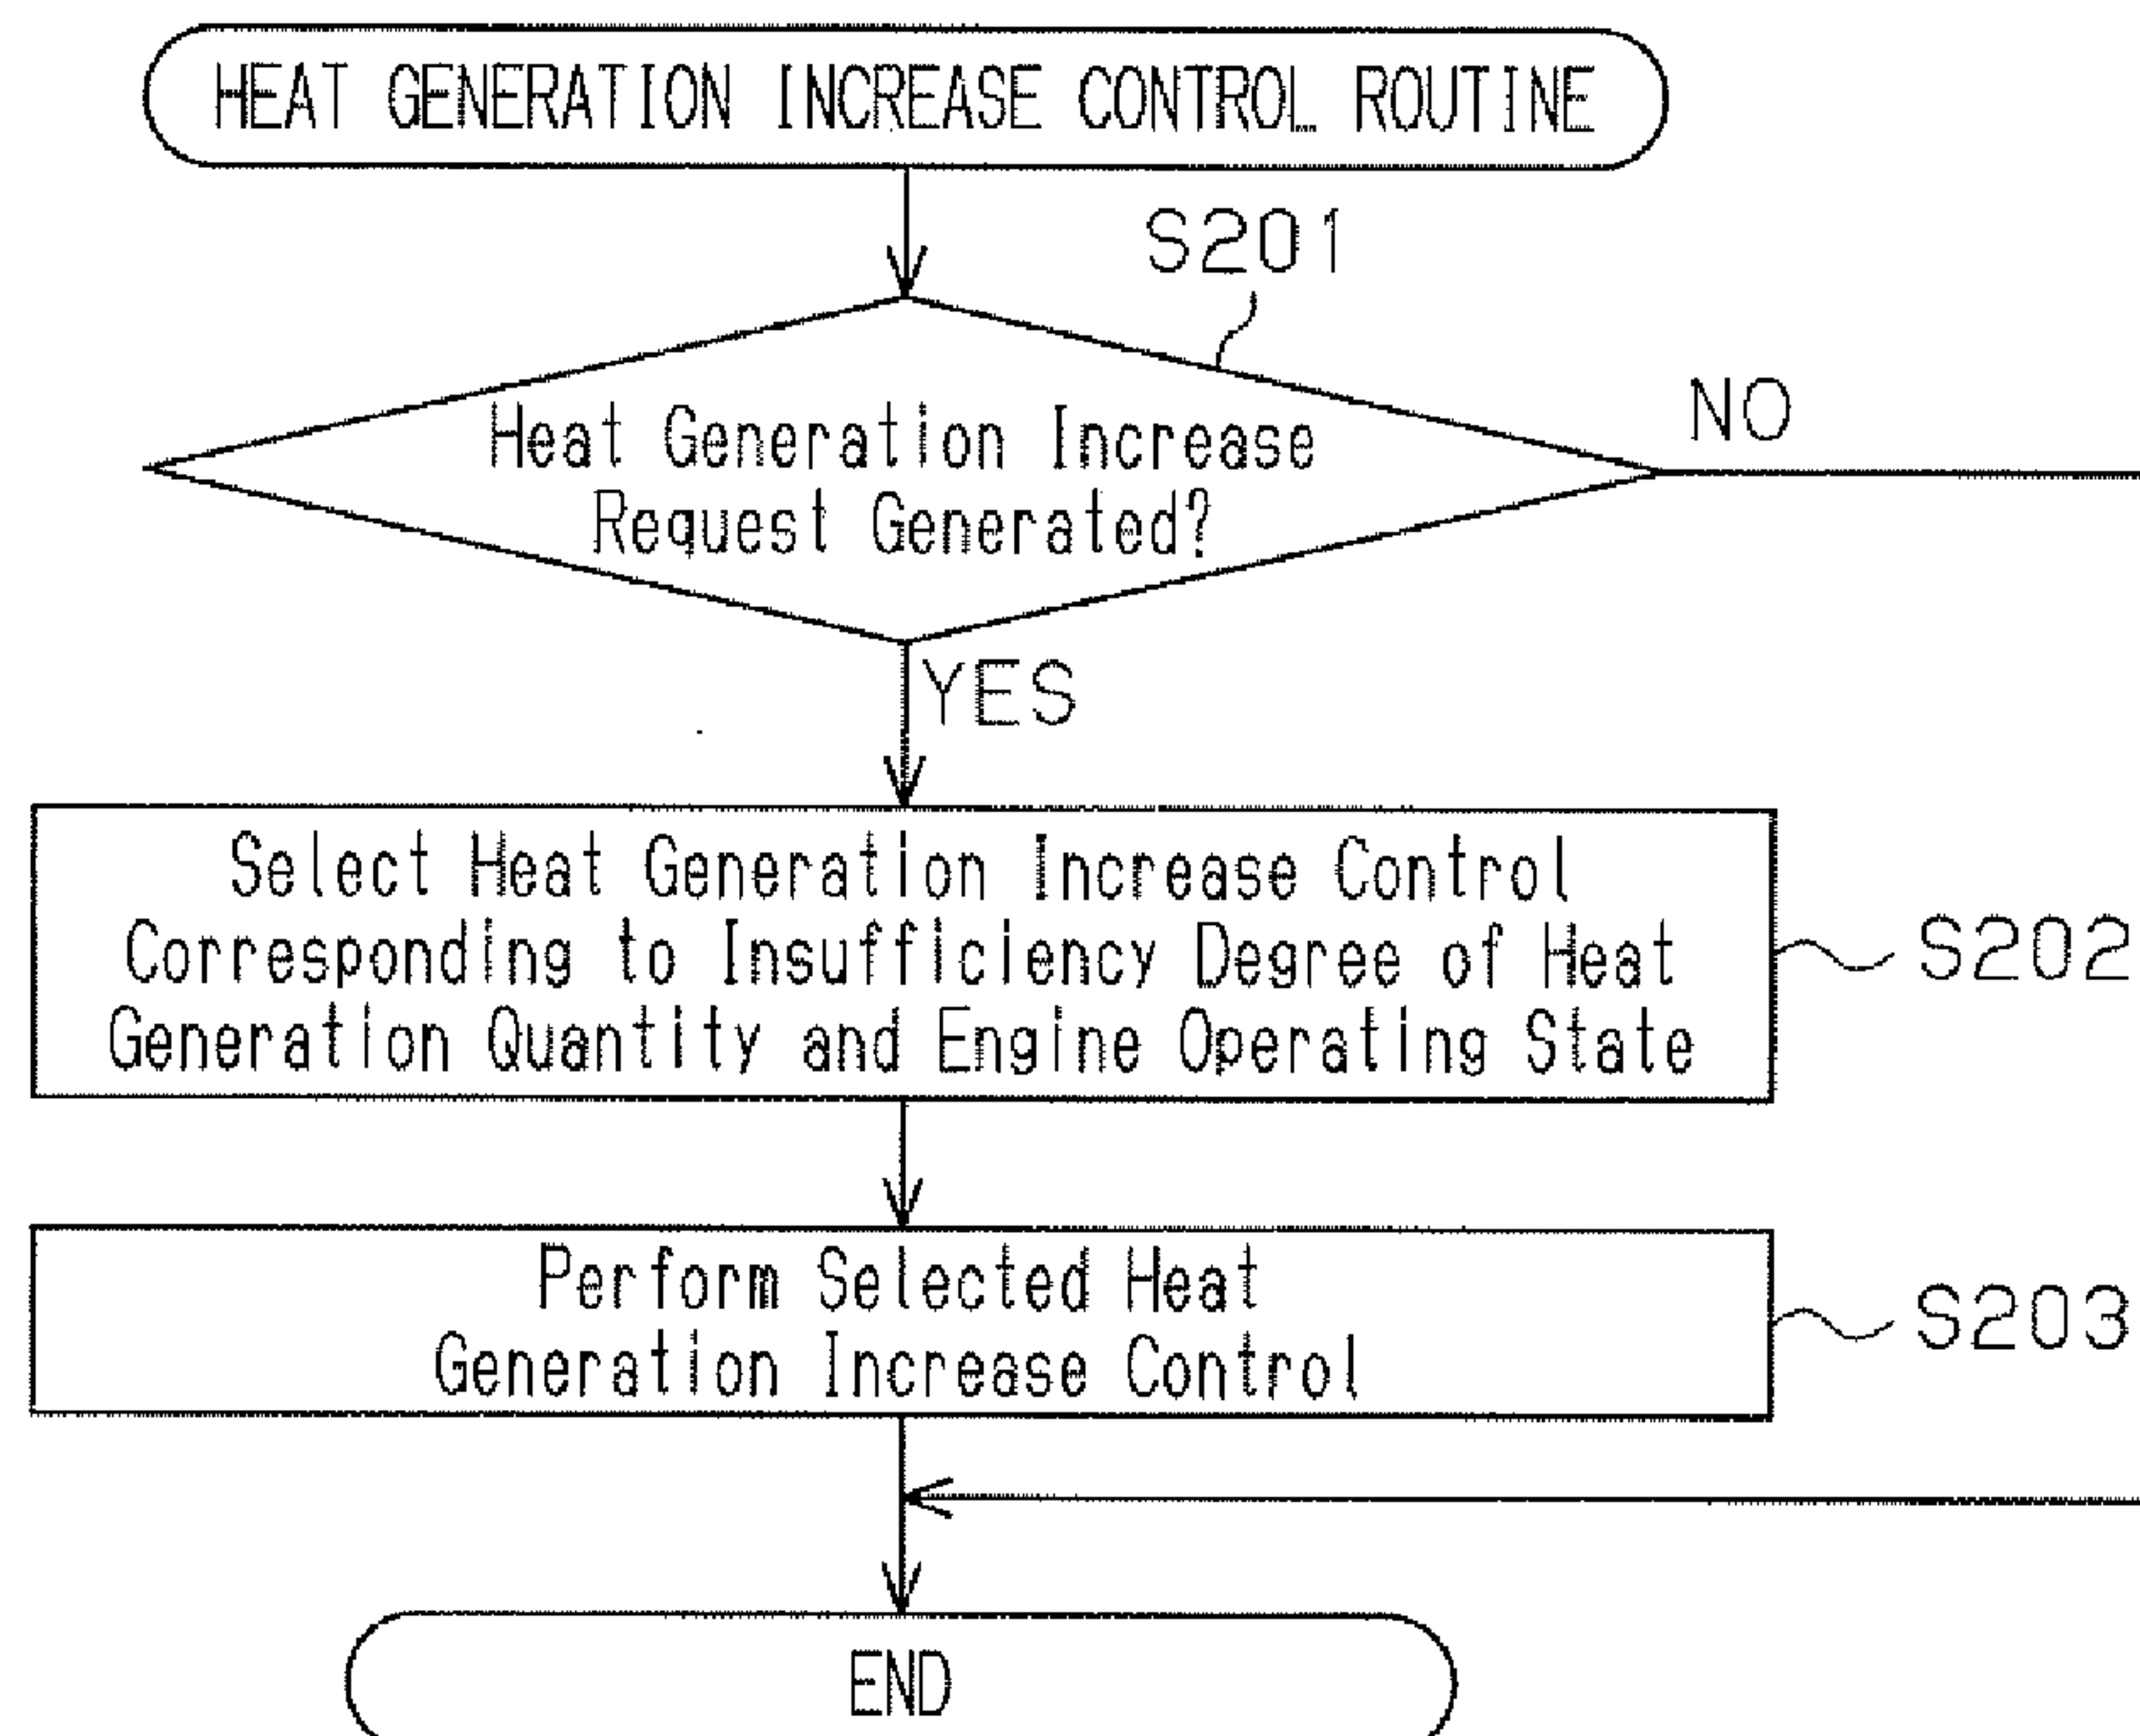 HEAT GENERATION INCREASE CONTROL ROUTINE
S201
Heat Generation Increase
Request Generated?
NO
YES
Select Heat Generation Increase Control
Corresponding to Insufficiency Degree of Heat
Generation Quantity and Engine Operating State
S202
Perform Selected Heat
Generation Increase Control
S203
END